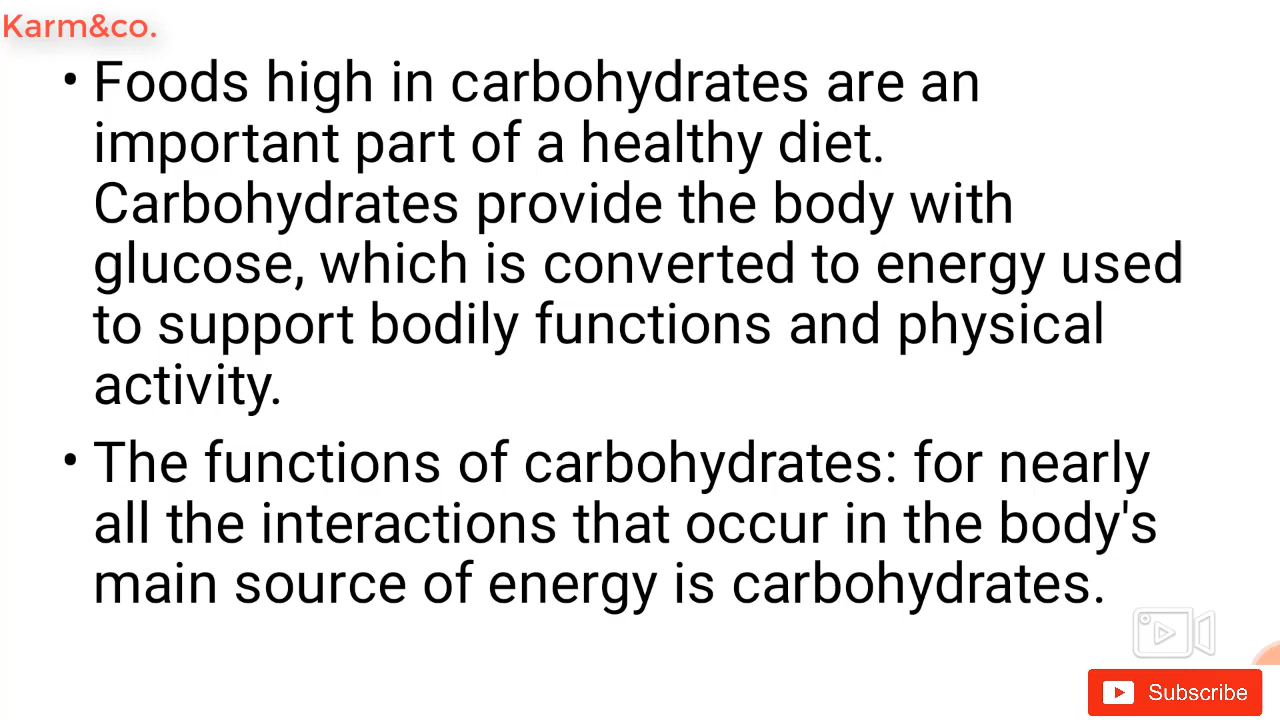 Karm&co.
• Foods high in carbohydrates are an
important part of a healthy diet.
Carbohydrates provide the body with
glucose, which is converted to energy used
to support bodily functions and physical
activity.
• The functions of carbohydrates: for nearly
all the interactions that occur in the body's
main source of energy is carbohydrates.
Subscribe